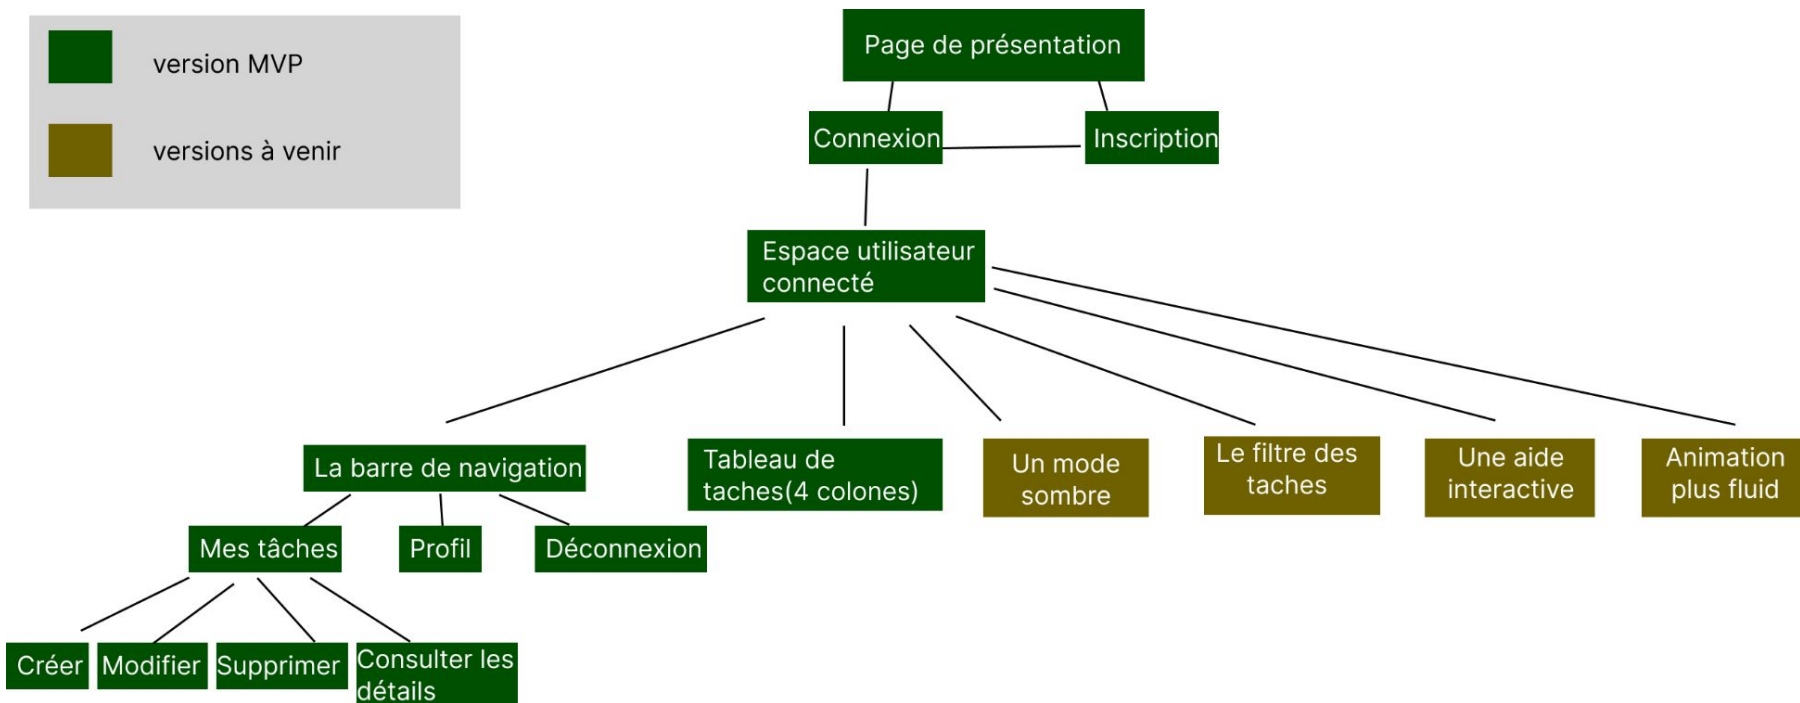 version MVP
versions à venir
Page de présentation
Connexion
Inscription
Espace utilisateur
connecté
La barre de navigation
Tableau de
taches(4 colones)
Un mode
sombre
Le filtre des
taches
Une aide
interactive
Animation
plus fluid
Mes tâches
Profil
Déconnexion
Créer
Modifier
Supprimer
Consulter les
détails